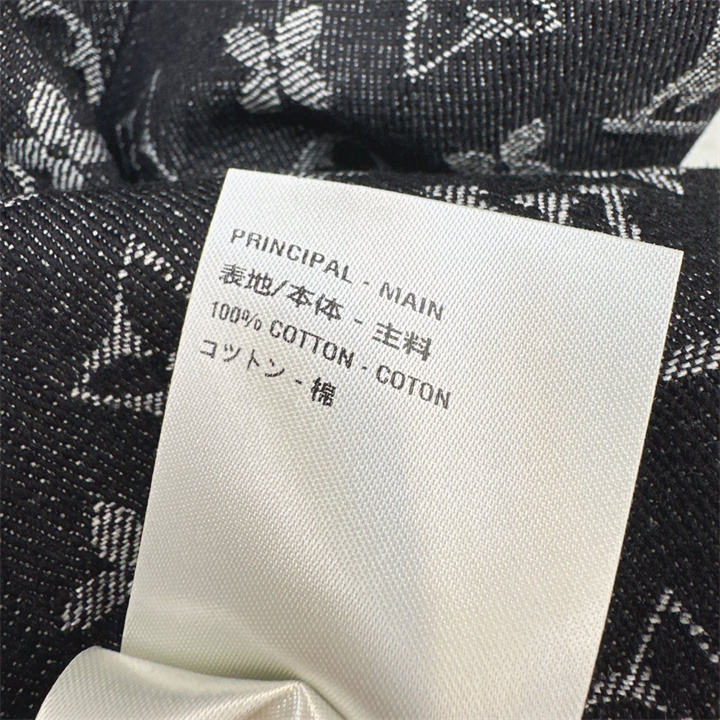 PRINCIPAL - MAIN
表地/本体 - 主料
100% COTTON - COTON
コットン - 棉